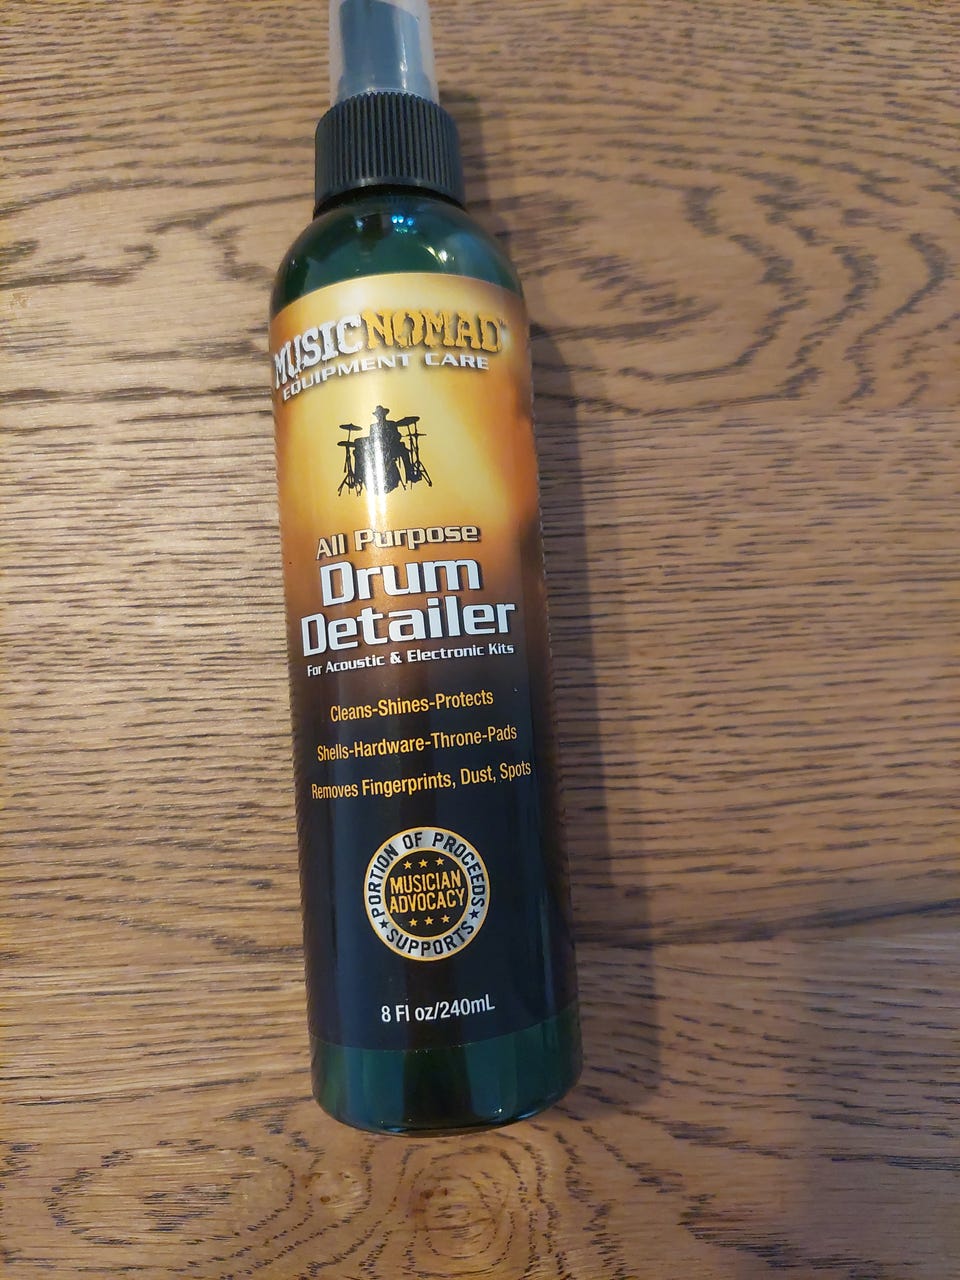 MUSICNOMAD™
EQUIPMENT CARE
All Purpose
Drum
Detailer
For Acoustic & Electronic Kits
Cleans-Shines-Protects
Shells-Hardware-Throne-Pads
Removes Fingerprints, Dust, Spots
PORTION OF PROCEEDS
MUSICIAN
ADVOCACY
SUPPORTS
8 Fl oz/240mL